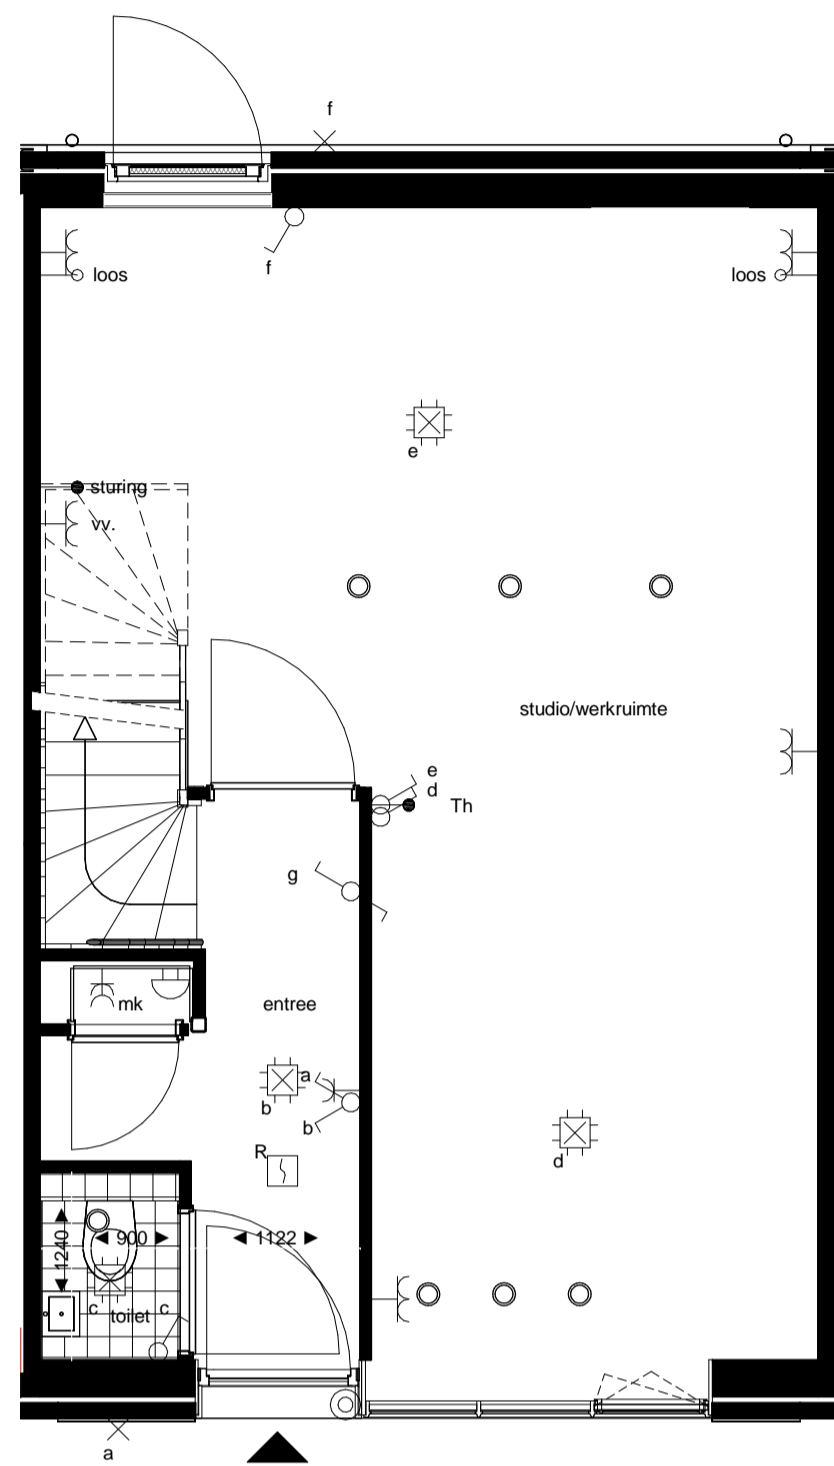 f
f
loos
loos
e
sturing
vv.
studio/werkruimte
e
d
Th
g
mk
entree
a
b
b
d
R
1240
900
1122
c
toilet
c
a